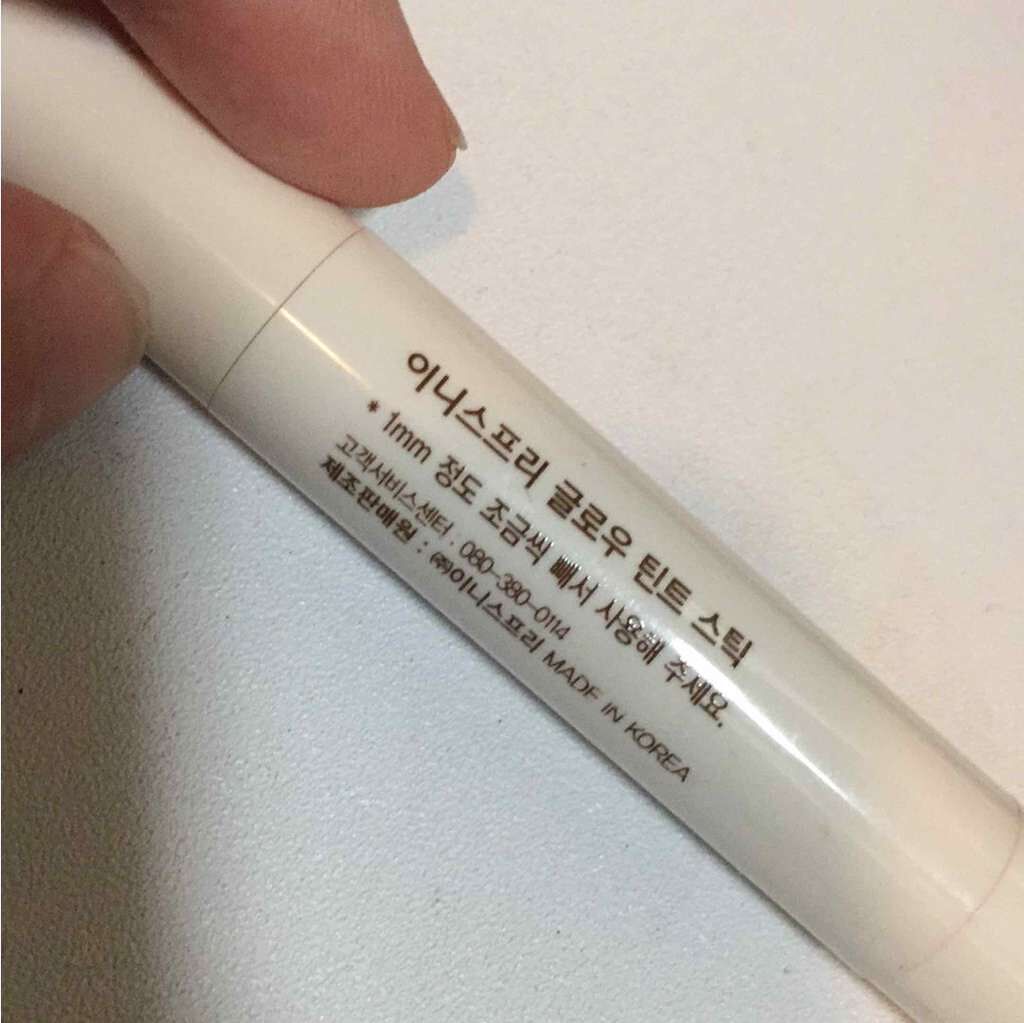 이니스프리 글로우 틴트 스틱
* 1mm 정도 조금씩 빼서 사용해 주세요.
고객서비스센터 . 080-380-0114
제조판매원 : ㈜이니스프리 MADE IN KOREA